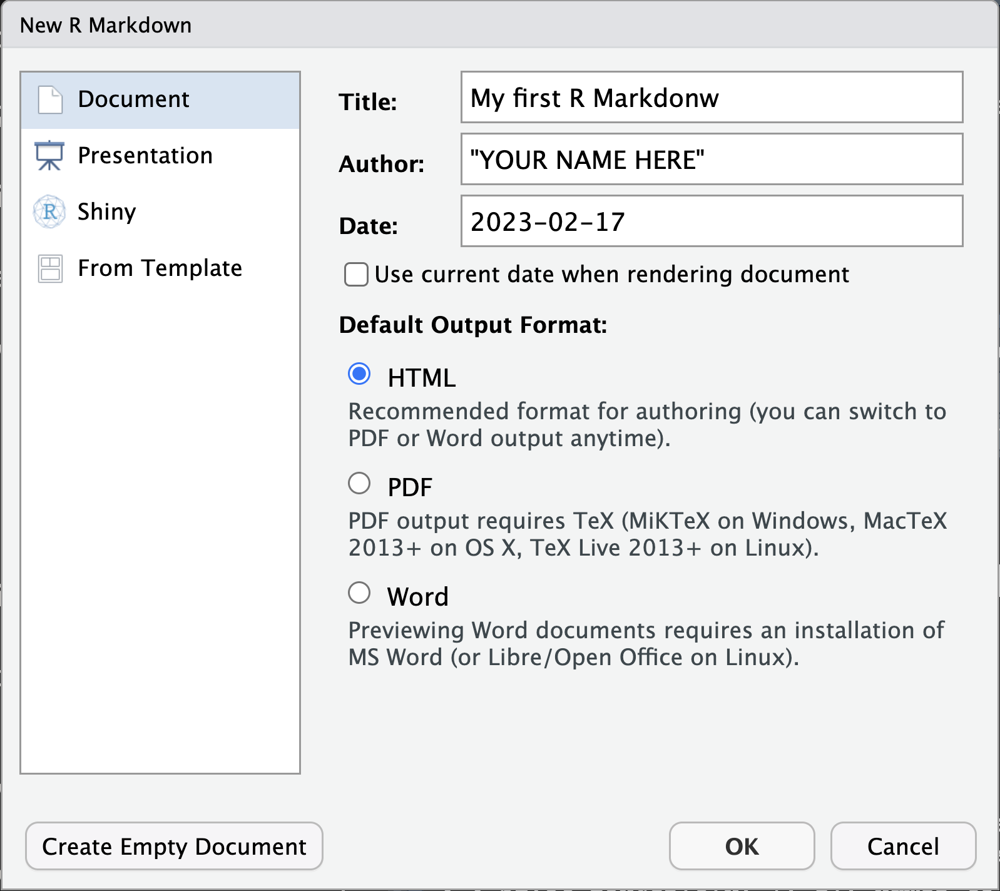 New R Markdown
Document
Presentation
Shiny
From Template
Title:
My first R Markdonw
Author:
"YOUR NAME HERE"
Date:
2023-02-17
Use current date when rendering document
Default Output Format:
HTML
Recommended format for authoring (you can switch to
PDF or Word output anytime).
PDF
PDF output requires TeX (MiKTeX on Windows, MacTeX
2013+ on OS X, TeX Live 2013+ on Linux).
Word
Previewing Word documents requires an installation of
MS Word (or Libre/Open Office on Linux).
Create Empty Document
OK
Cancel